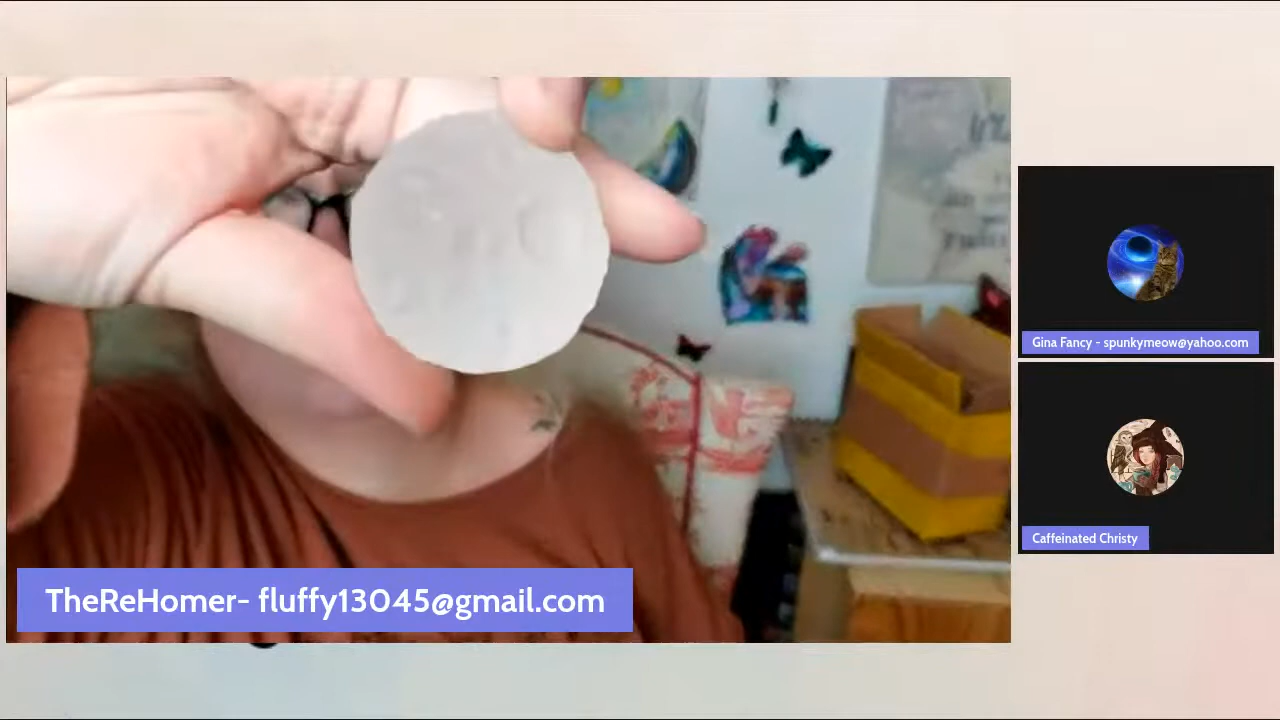 TheReHomer- fluffy13045@gmail.com
Gina Fancy - spunkymeow@yahoo.com
Caffeinated Christy